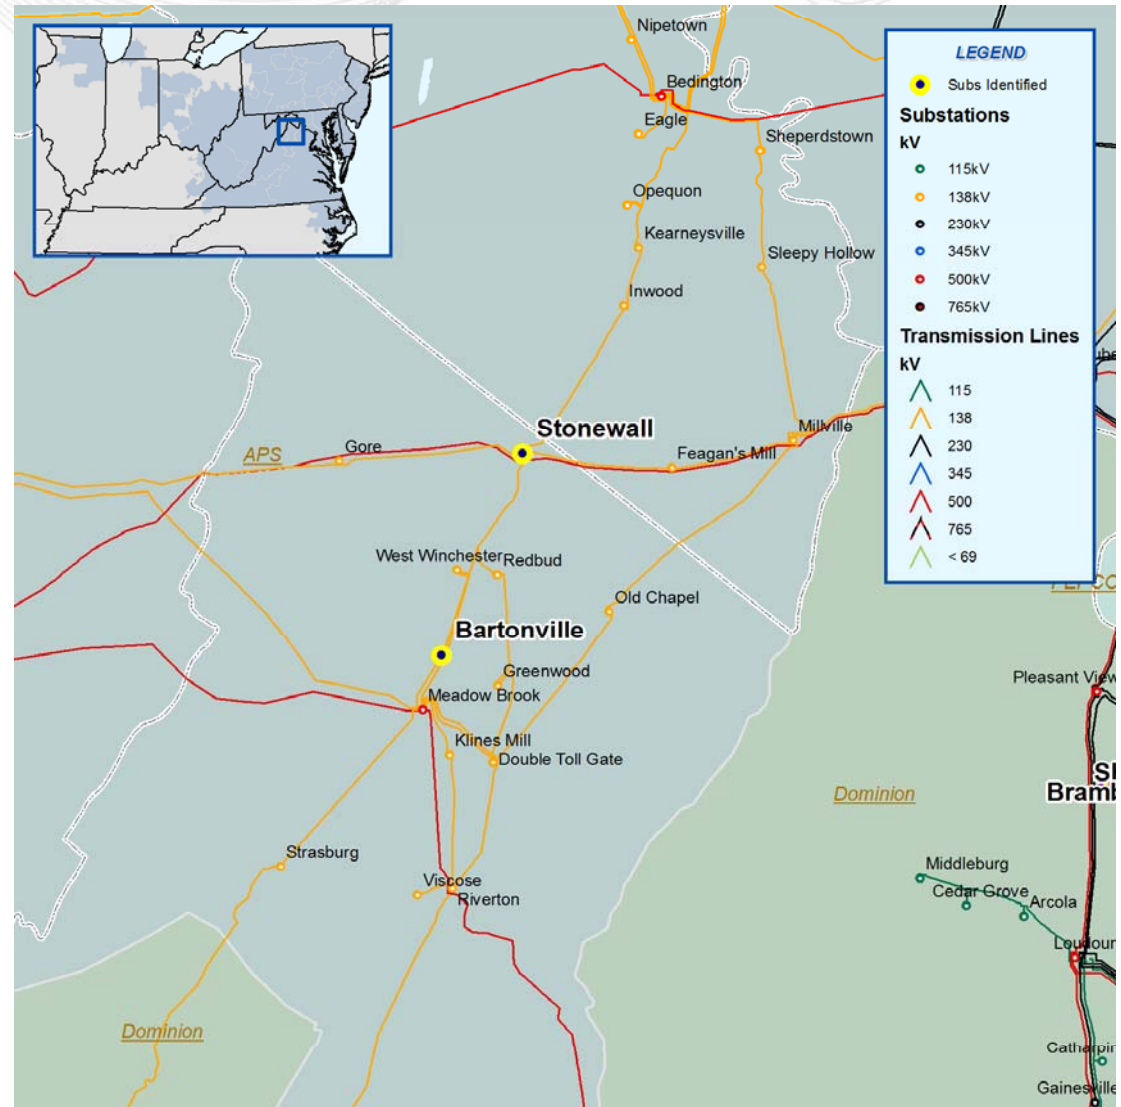 Nipetown
Bedington
Eagle
Sheperdstown
Opequon
Kearneysville
Sleepy Hollow
Inwood
LEGEND
Subs Identified
Substations
kV
115kV
138kV
230kV
345kV
500kV
765kV
Transmission Lines
kV
115
138
230
345
500
765
< 69
Stonewall
Millville
Gore
APS
Feagan's Mill
West Winchester
Redbud
Old Chapel
Bartonville
Greenwood
Meadow Brook
Pleasant View
Klines Mill
Double Toll Gate
Dominion
Strasburg
Viscose
Riverton
Middleburg
Cedar Grove
Arcola
Dominion